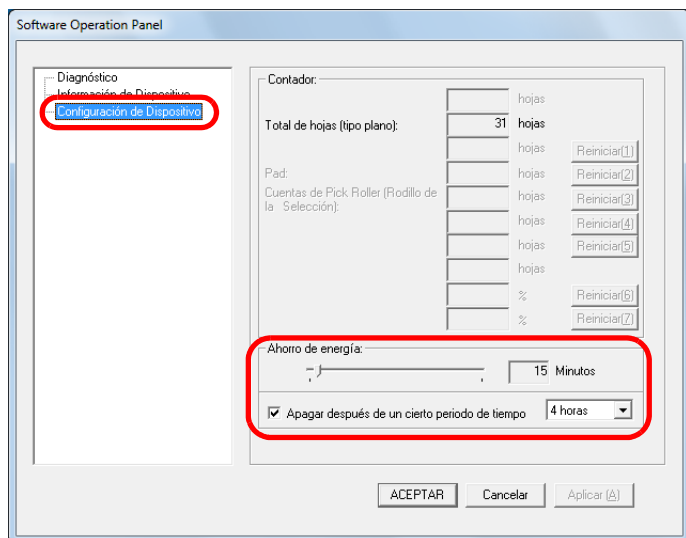 Software Operation Panel
Diagnóstico
Información de Dispositivo
Configuración de Dispositivo
Contador:
hojas
Total de hojas (tipo plano): 31 hojas
hojas Reiniciar(1)
Pad: hojas Reiniciar(2)
Cuentas de Pick Roller (Rodillo de hojas Reiniciar(3)
la Selección):
hojas Reiniciar(4)
hojas Reiniciar(5)
hojas
% Reiniciar(6)
% Reiniciar(7)
Ahorro de energía:
15 Minutos
Apagar después de un cierto periodo de tiempo 4 horas
ACEPTAR Cancelar Aplicar (A)